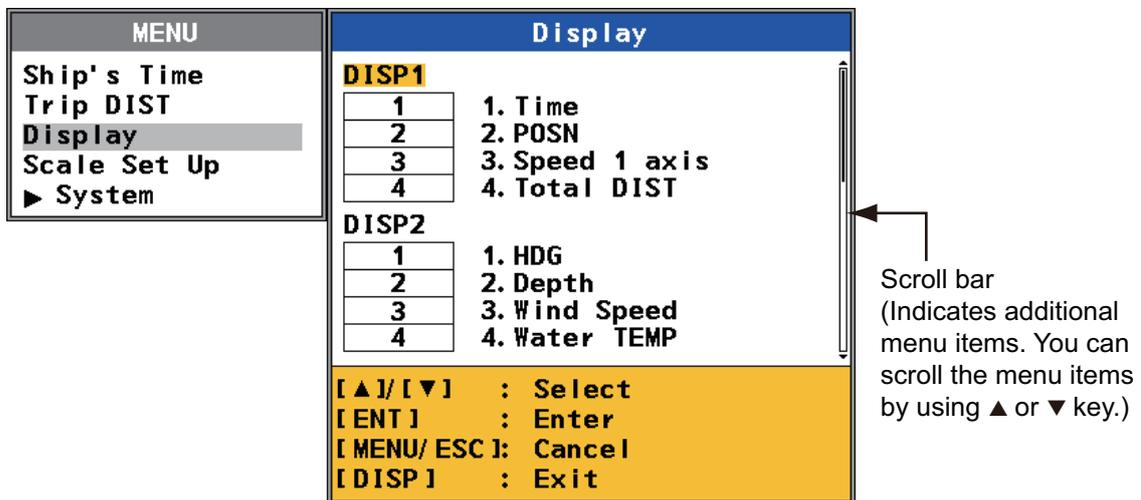 MENU
Ship's Time
Trip DIST
Display
Scale Set Up
▶ System
Display
DISP1
1 1. Time
2 2. POSN
3 3. Speed 1 axis
4 4. Total DIST
DISP2
1 1. HDG
2 2. Depth
3 3. Wind Speed
4 4. Water TEMP
[▲]/[▼] : Select
[ENT] : Enter
[MENU/ESC]: Cancel
[DISP] : Exit
Scroll bar
(Indicates additional
menu items. You can
scroll the menu items
by using ▲ or ▼ key.)